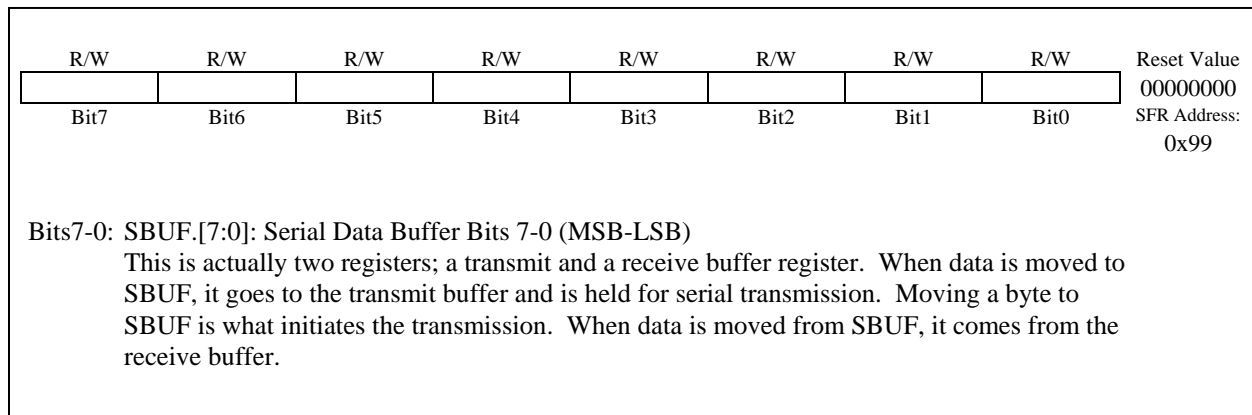 R/W R/W R/W R/W R/W R/W R/W R/W Reset Value
00000000
Bit7 Bit6 Bit5 Bit4 Bit3 Bit2 Bit1 Bit0 SFR Address:
0x99
Bits7-0: SBUF.[7:0]: Serial Data Buffer Bits 7-0 (MSB-LSB)
This is actually two registers; a transmit and a receive buffer register. When data is moved to
SBUF, it goes to the transmit buffer and is held for serial transmission. Moving a byte to
SBUF is what initiates the transmission. When data is moved from SBUF, it comes from the
receive buffer.